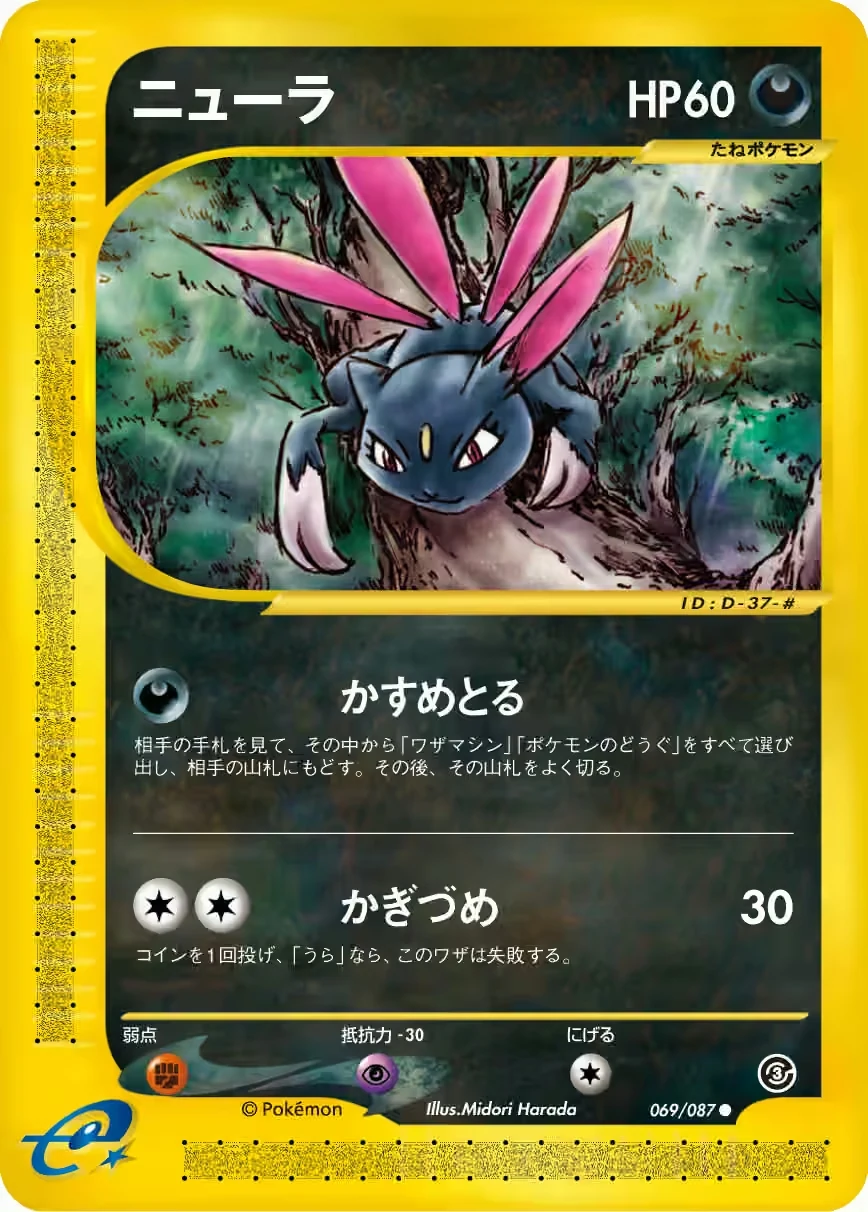 ニューラ HP60
たねポケモン
ID:D-37-#
かすめとる
相手の手札を見て、その中から「ワザマシン」「ポケモンのどうぐ」をすべて選び
出し、相手の山札にもどす。その後、その山札をよく切る。
かぎづめ 30
コインを1回投げ、「うら」なら、このワザは失敗する。
弱点 抵抗力 -30 にげる
3
© Pokémon Illus.Midori Harada 069/087●
e